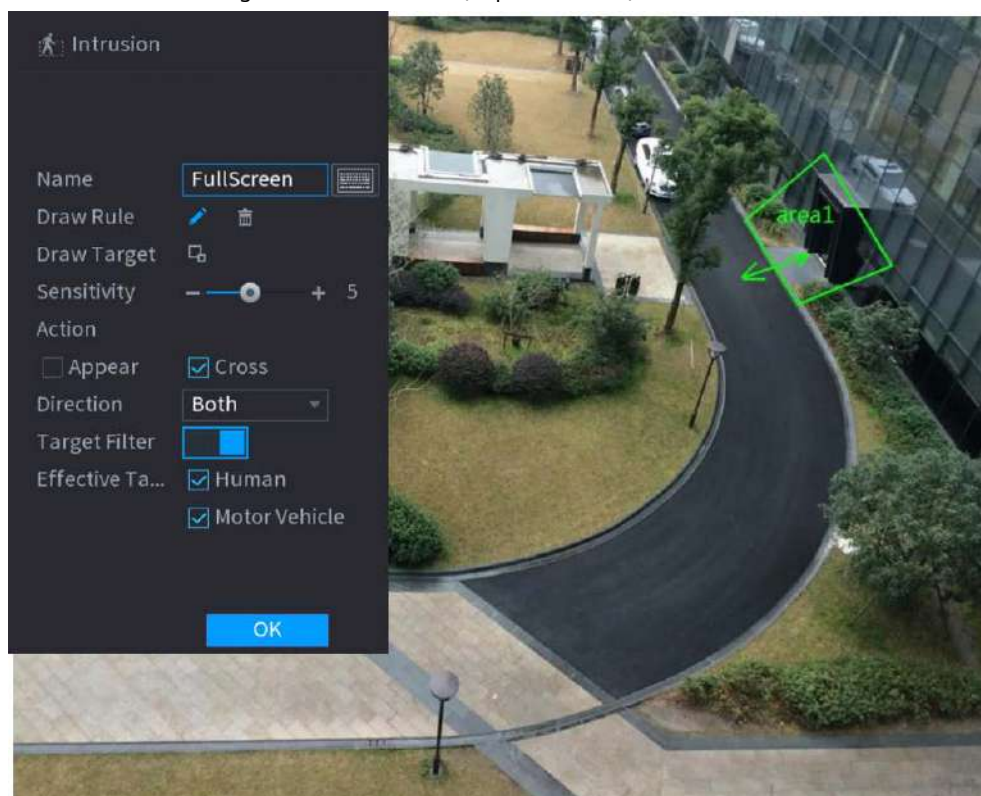 Intrusion
Name FullScreen
Draw Rule
Draw Target
Sensitivity - + 5
Action
Appear Cross
Direction Both
Target Filter
Effective Ta... Human
Motor Vehicle
OK
area1